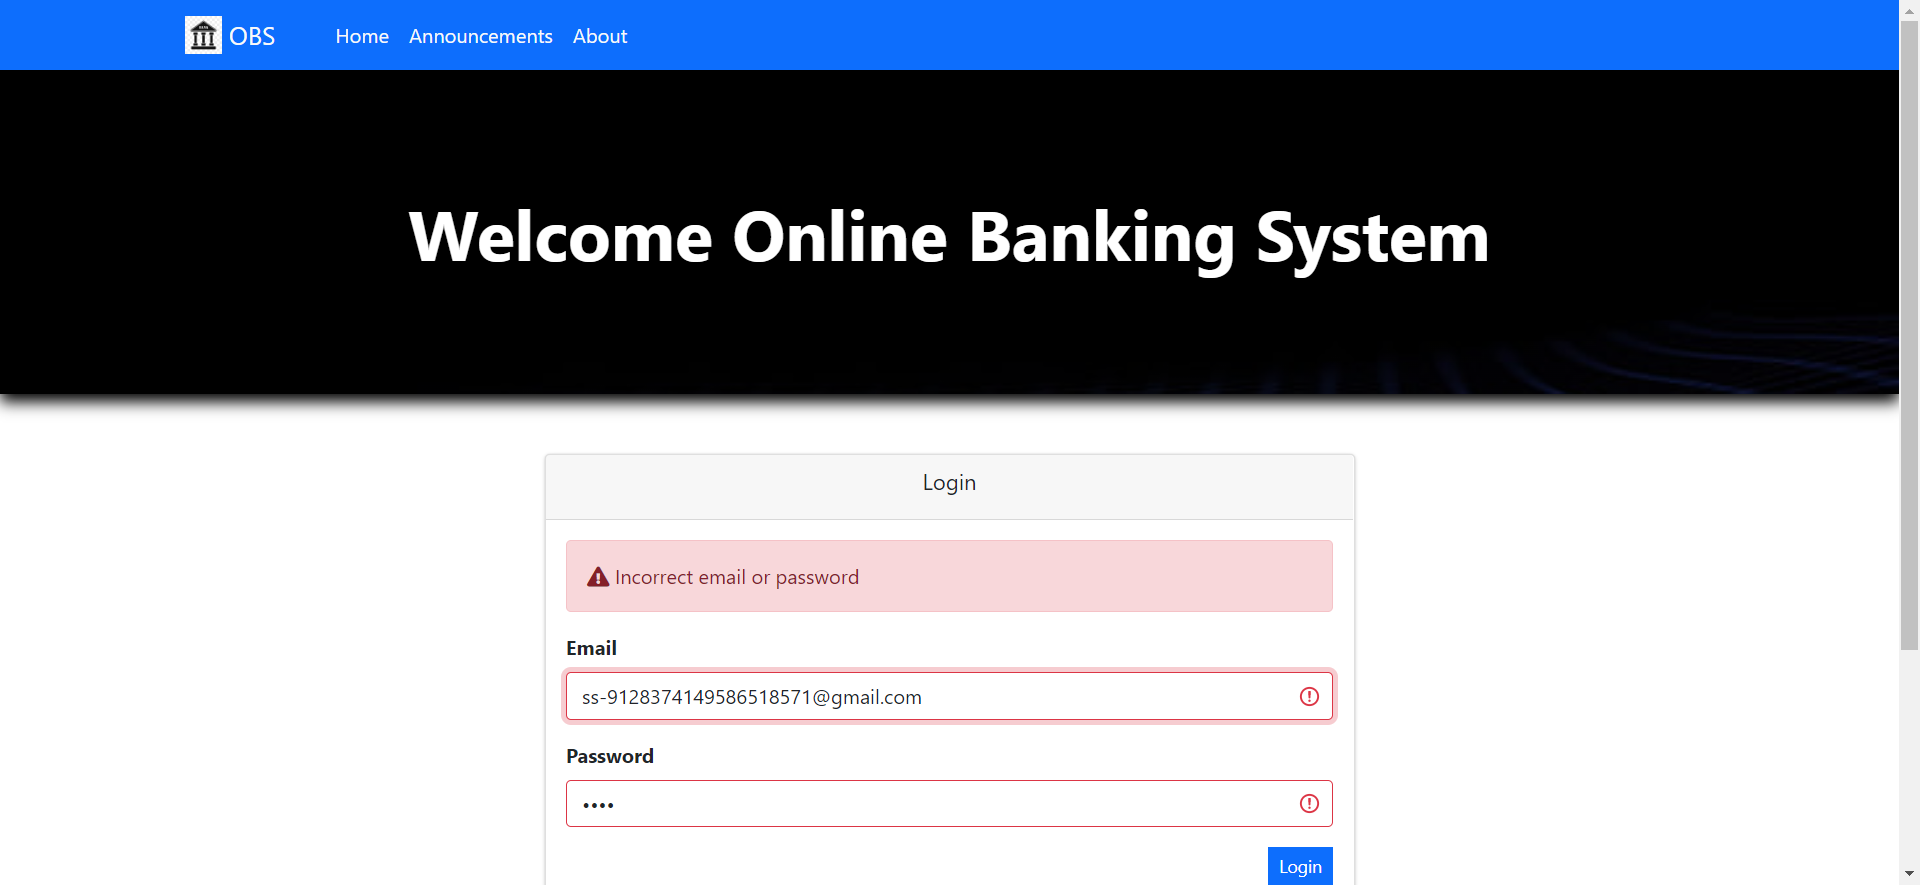 OBS Home Announcements About
Welcome Online Banking System
Login
Incorrect email or password
Email
ss-9128374149586518571@gmail.com
Password
••••
Login